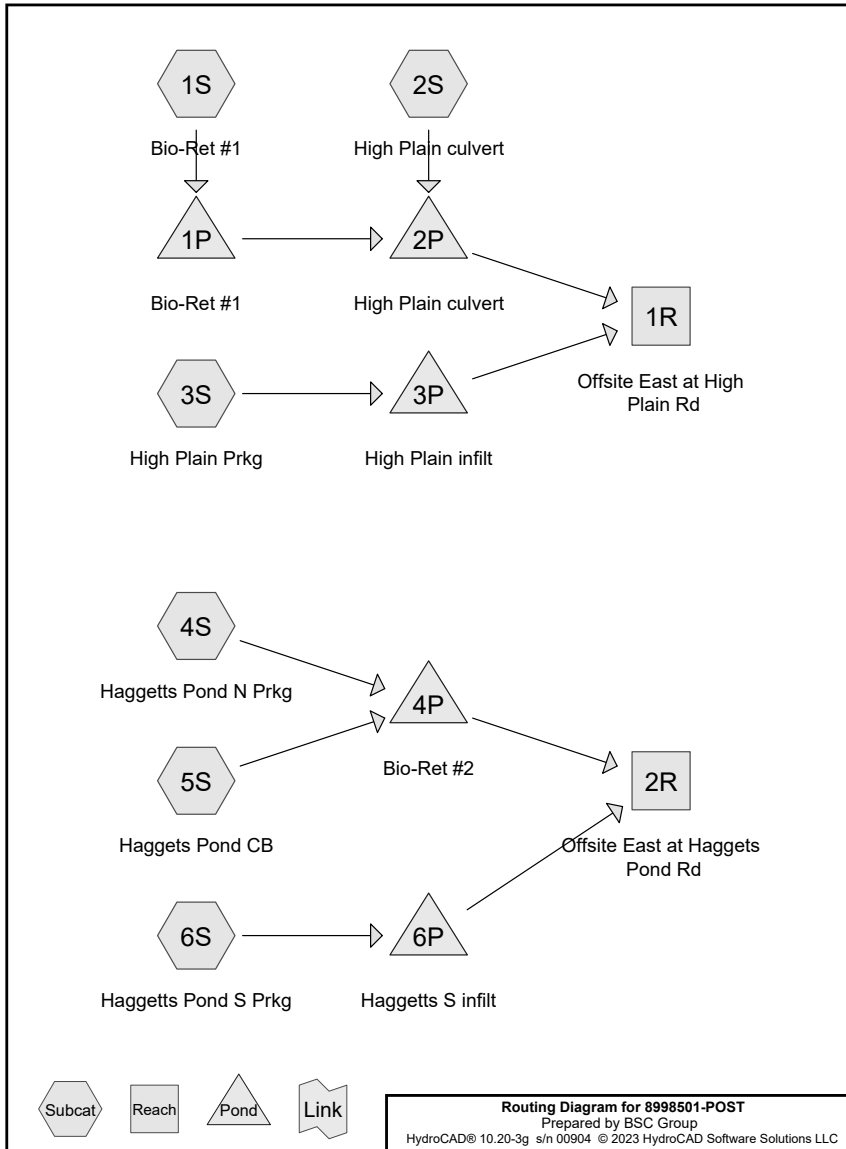 1S
2S
Bio-Ret #1
High Plain culvert
1P
2P
Bio-Ret #1
High Plain culvert
1R
Offsite East at High
Plain Rd
3S
3P
High Plain Prkg
High Plain infilt
4S
Haggetts Pond N Prkg
4P
Bio-Ret #2
5S
Haggets Pond CB
2R
Offsite East at Haggets
Pond Rd
6S
6P
Haggetts Pond S Prkg
Haggetts S infilt
Subcat
Reach
Pond
Link
Routing Diagram for 8998501-POST
Prepared by BSC Group
HydroCAD® 10.20-3g s/n 00904 © 2023 HydroCAD Software Solutions LLC